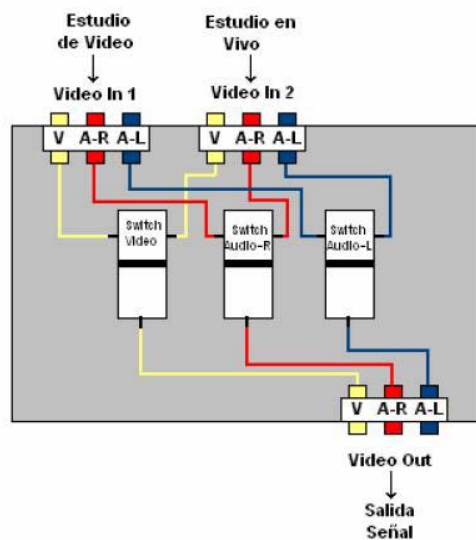 Estudio
de Video
Estudio en
Vivo
Video In 1
Video In 2
V A-R A-L
V A-R A-L
Switch
Video
Switch
Audio-R
Switch
Audio-L
V A-R A-L
Video Out
Salida
Señal